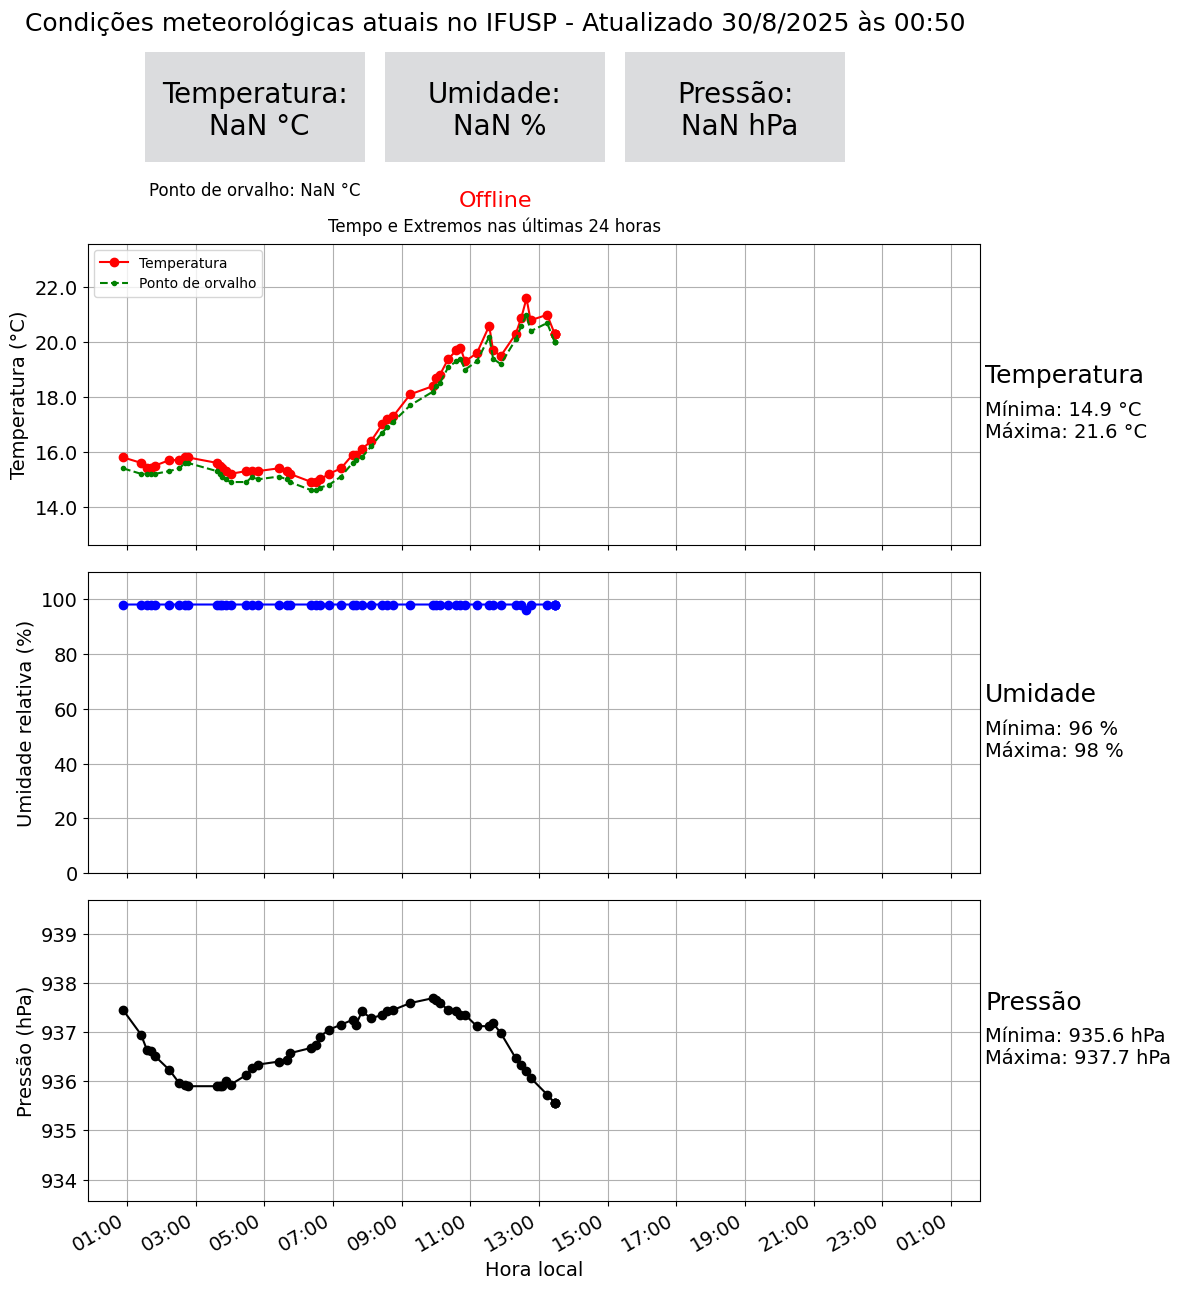 Condições meteorológicas atuais no IFUSP - Atualizado 30/8/2025 às 00:50
Temperatura:
NaN °C
Umidade:
NaN %
Pressão:
NaN hPa
Ponto de orvalho: NaN °C
Offline
Tempo e Extremos nas últimas 24 horas
Temperatura
Ponto de orvalho
Temperatura (°C)
22.0
20.0
18.0
16.0
14.0
Temperatura
Mínima: 14.9 °C
Máxima: 21.6 °C
Umidade relativa (%)
100
80
60
40
20
0
Umidade
Mínima: 96 %
Máxima: 98 %
Pressão (hPa)
939
938
937
936
935
934
Pressão
Mínima: 935.6 hPa
Máxima: 937.7 hPa
01:00 03:00 05:00 07:00 09:00 11:00 13:00 15:00 17:00 19:00 21:00 23:00 01:00
Hora local